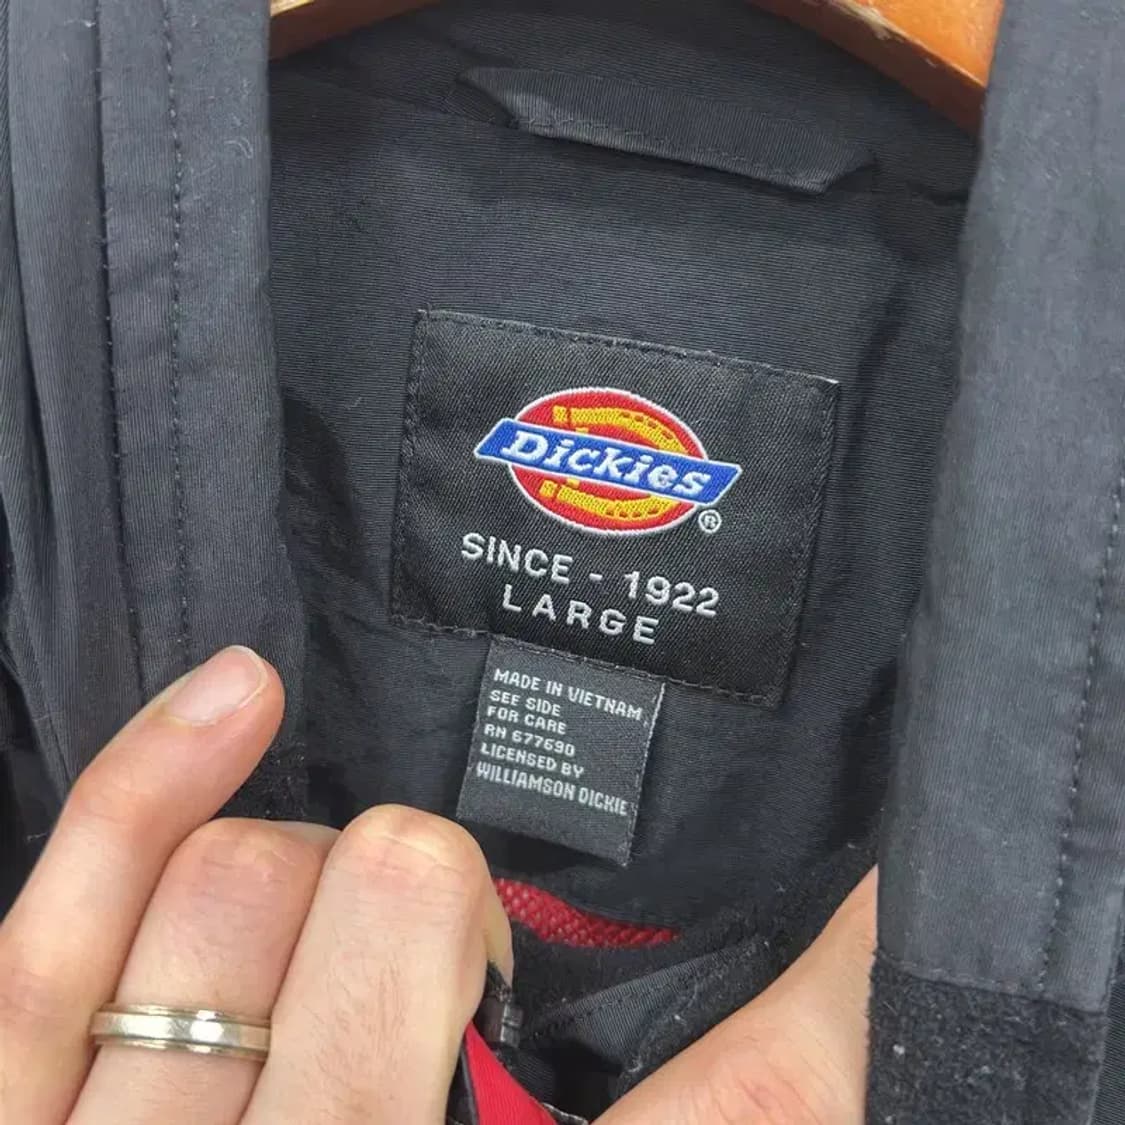 Dickies
®
SINCE - 1922
LARGE
MADE IN VIETNAM
SEE SIDE
FOR CARE
RN 677690
LICENSED BY
WILLIAMSON DICKIE